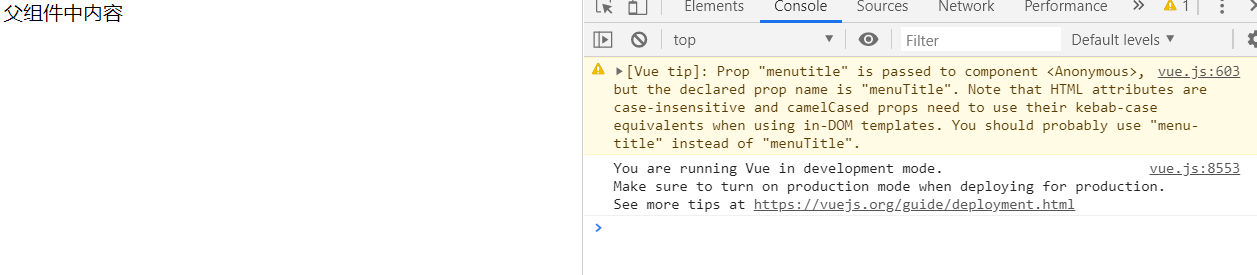 父组件中内容
Elements Console Sources Network Performance » 1
top Filter Default levels
[Vue tip]: Prop "menutitle" is passed to component <Anonymous>, vue.js:603
but the declared prop name is "menuTitle". Note that HTML attributes are
case-insensitive and camelCased props need to use their kebab-case
equivalents when using in-DOM templates. You should probably use "menu-
title" instead of "menuTitle".
You are running Vue in development mode. vue.js:8553
Make sure to turn on production mode when deploying for production.
See more tips at https://vuejs.org/guide/deployment.html